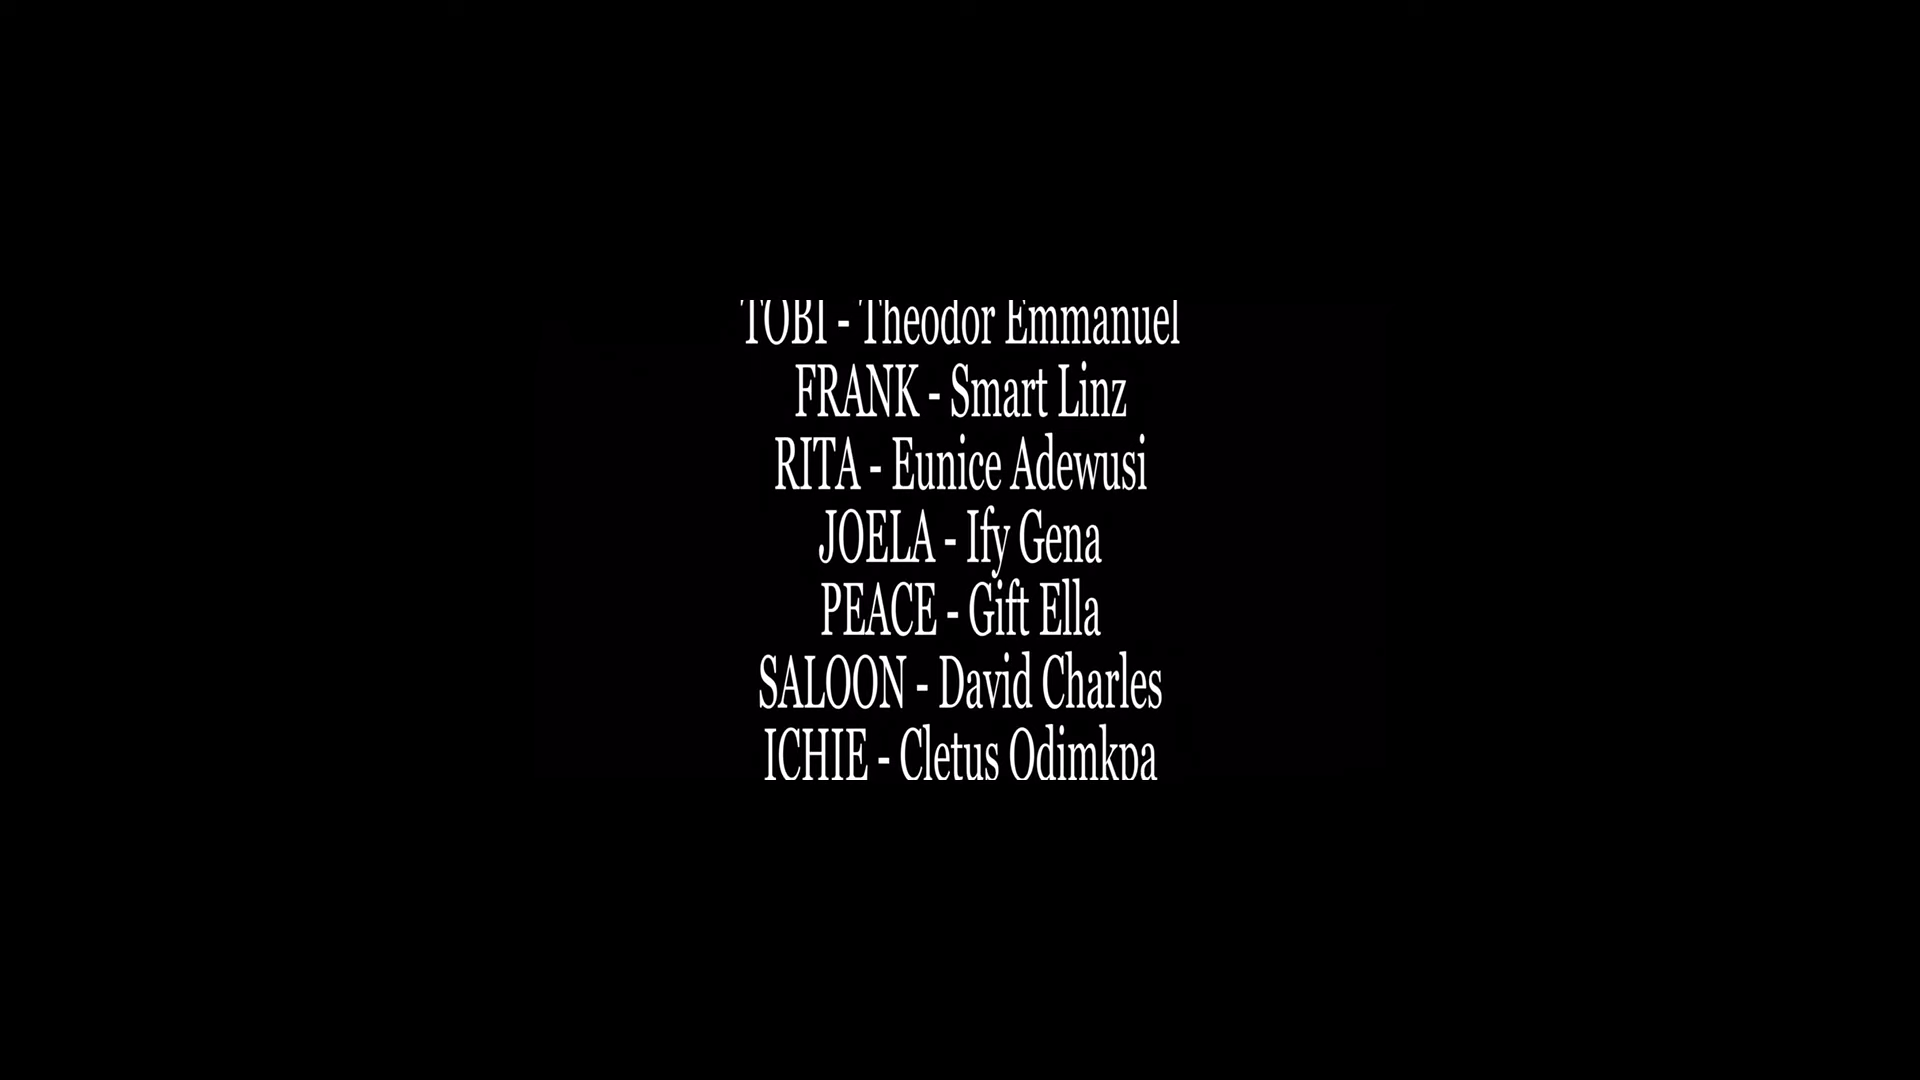 TOBI - Theodor Emmanuel
FRANK - Smart Linz
RITA - Eunice Adewusi
JOELA - Ify Gena
PEACE - Gift Ella
SALOON - David Charles
ICHIE - Cletus Odimkpa